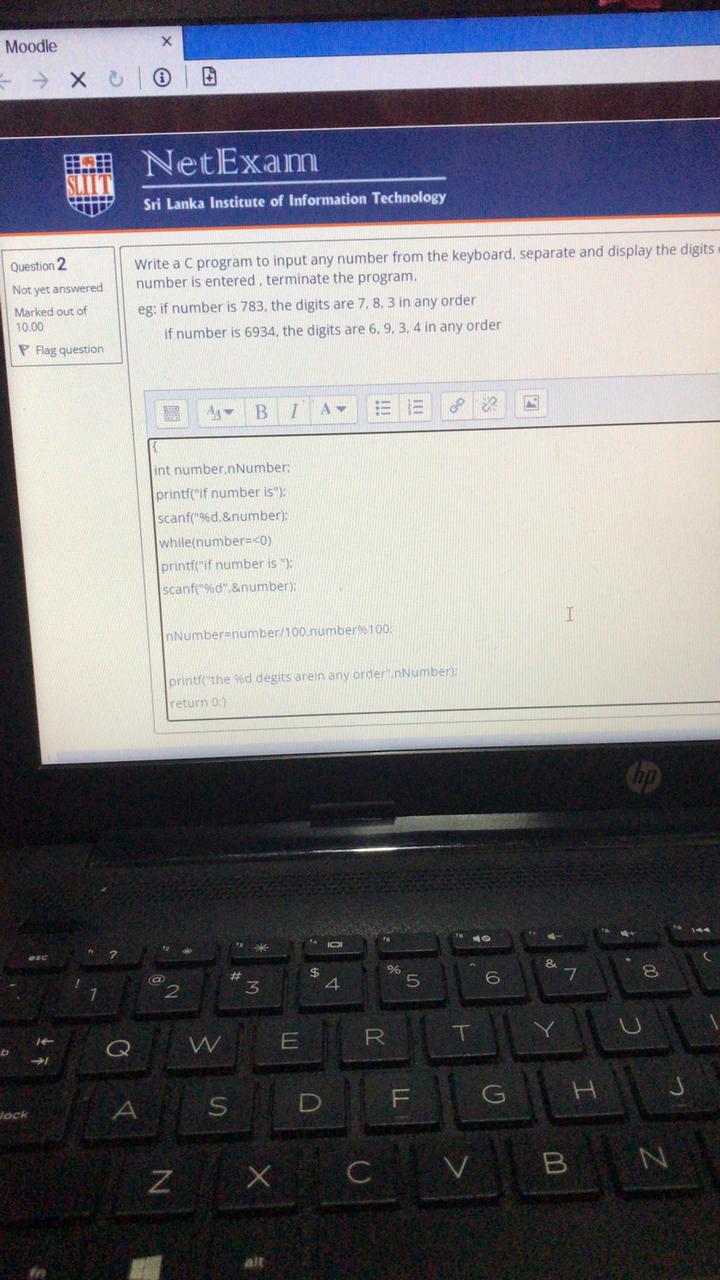 Moodle
SLIIT
NetExam
Sri Lanka Institute of Information Technology
Question 2
Not yet answered
Marked out of
10.00
Flag question
Write a C program to input any number from the keyboard, separate and display the digits
number is entered , terminate the program.
eg: if number is 783, the digits are 7, 8, 3 in any order
if number is 6934, the digits are 6, 9, 3, 4 in any order
{
int number,nNumber;
printf("if number is");
scanf("%d,&number);
while(number=<0)
printf("if number is ");
scanf("%d",&number);
nNumber=number/100,number%100;
printf("the %d degits arein any order",nNumber);
return 0;)
hp
esc ?
! 1 @ 2 # 3 $ 4 % 5 ^ 6 & 7 * 8 (
b Q W E R T Y U
lock A S D F G H J
Z X C V B N
fn alt